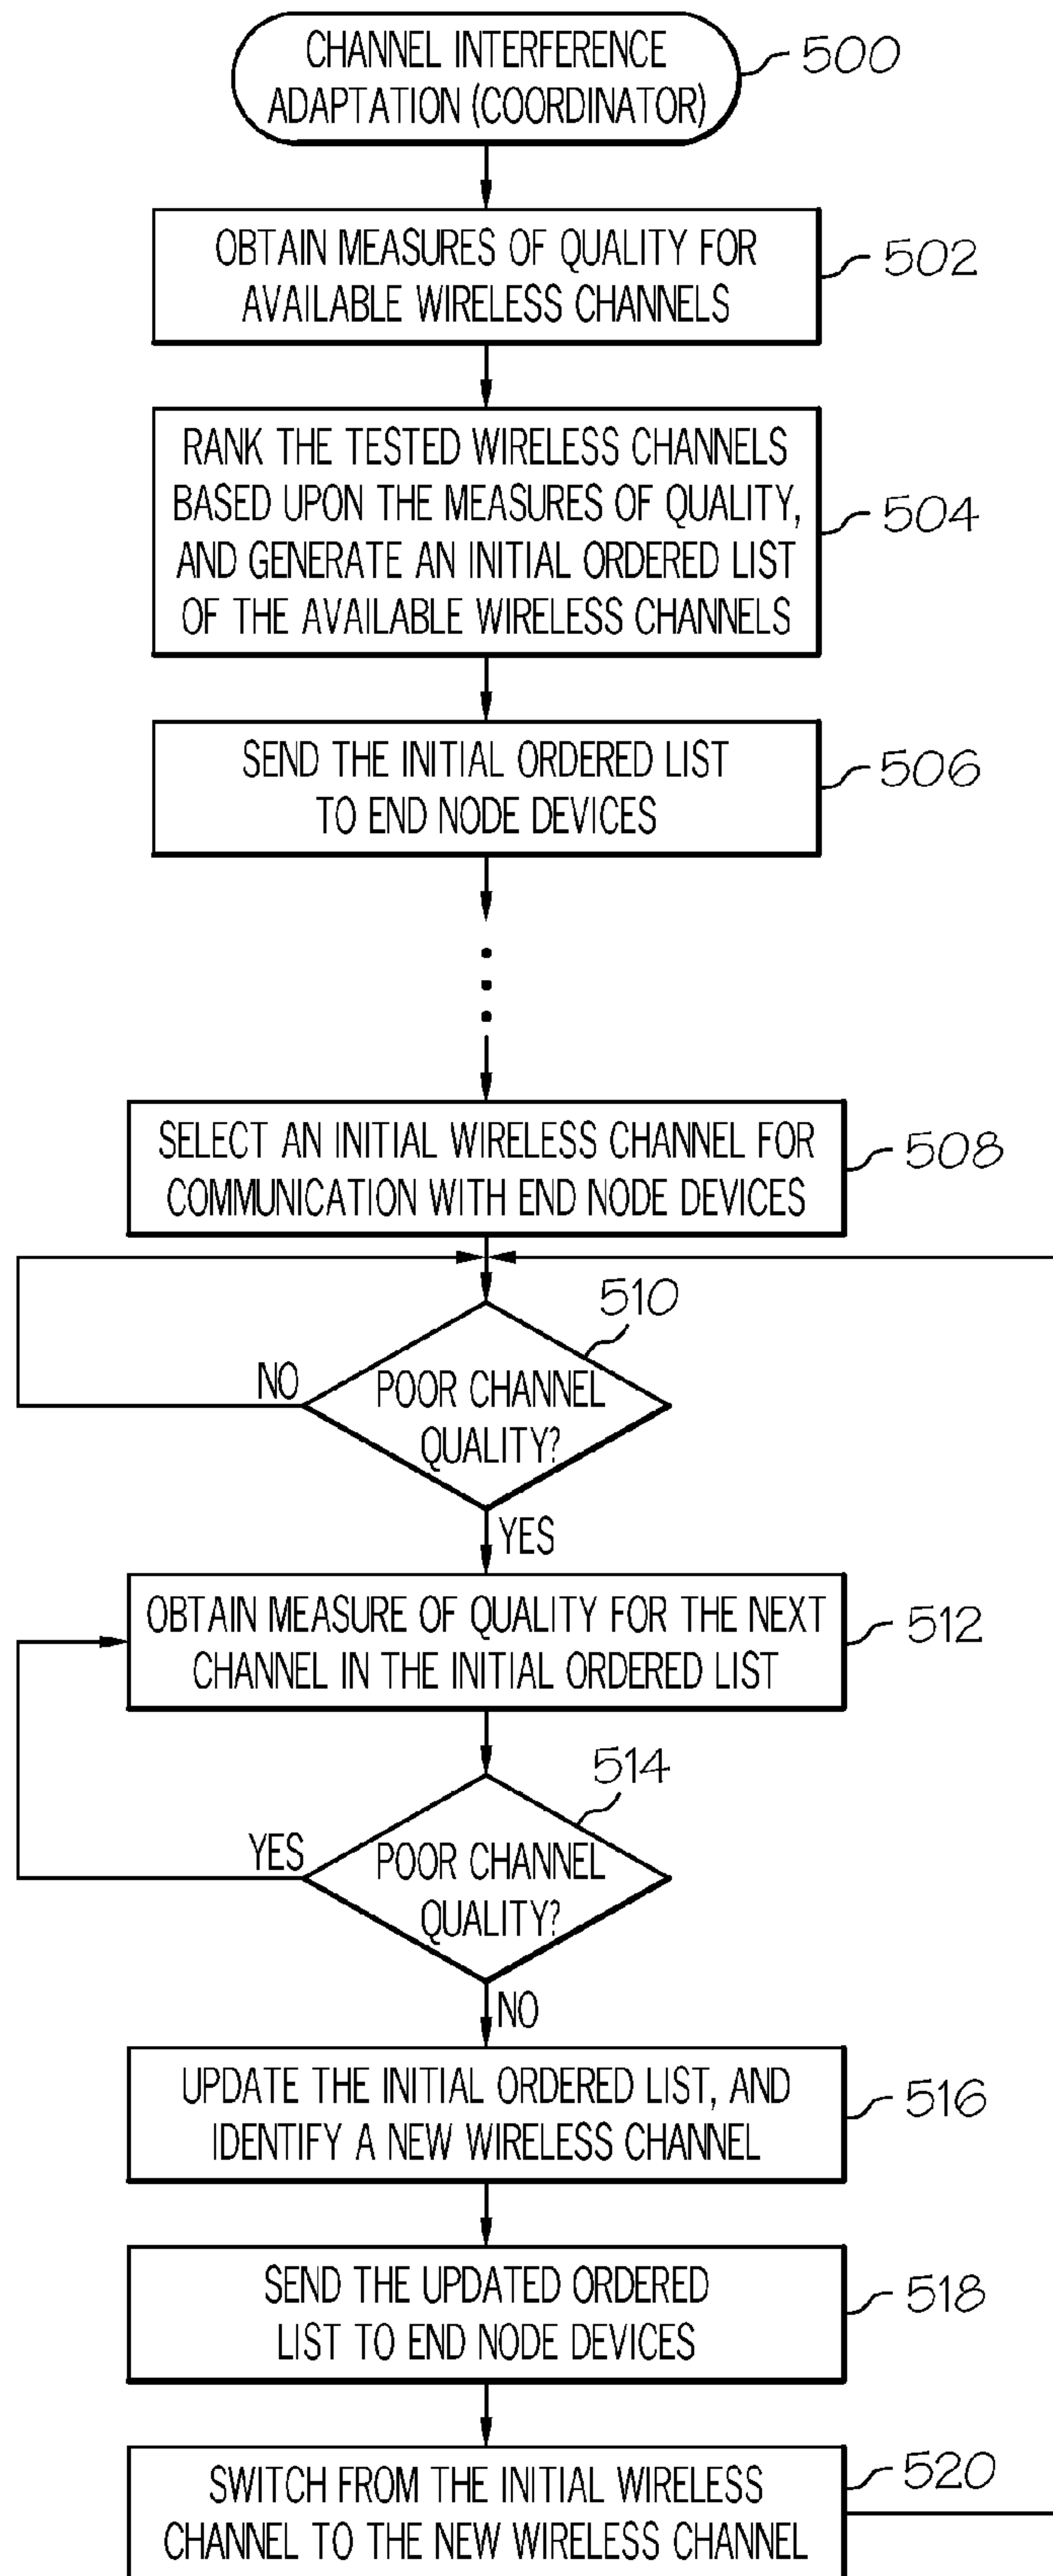 CHANNEL INTERFERENCE
ADAPTATION (COORDINATOR)
500
OBTAIN MEASURES OF QUALITY FOR
AVAILABLE WIRELESS CHANNELS
502
RANK THE TESTED WIRELESS CHANNELS
BASED UPON THE MEASURES OF QUALITY,
AND GENERATE AN INITIAL ORDERED LIST
OF THE AVAILABLE WIRELESS CHANNELS
504
SEND THE INITIAL ORDERED LIST
TO END NODE DEVICES
506
SELECT AN INITIAL WIRELESS CHANNEL FOR
COMMUNICATION WITH END NODE DEVICES
508
510
NO
POOR CHANNEL
QUALITY?
YES
OBTAIN MEASURE OF QUALITY FOR THE NEXT
CHANNEL IN THE INITIAL ORDERED LIST
512
514
YES
POOR CHANNEL
QUALITY?
NO
UPDATE THE INITIAL ORDERED LIST, AND
IDENTIFY A NEW WIRELESS CHANNEL
516
SEND THE UPDATED ORDERED
LIST TO END NODE DEVICES
518
SWITCH FROM THE INITIAL WIRELESS
CHANNEL TO THE NEW WIRELESS CHANNEL
520